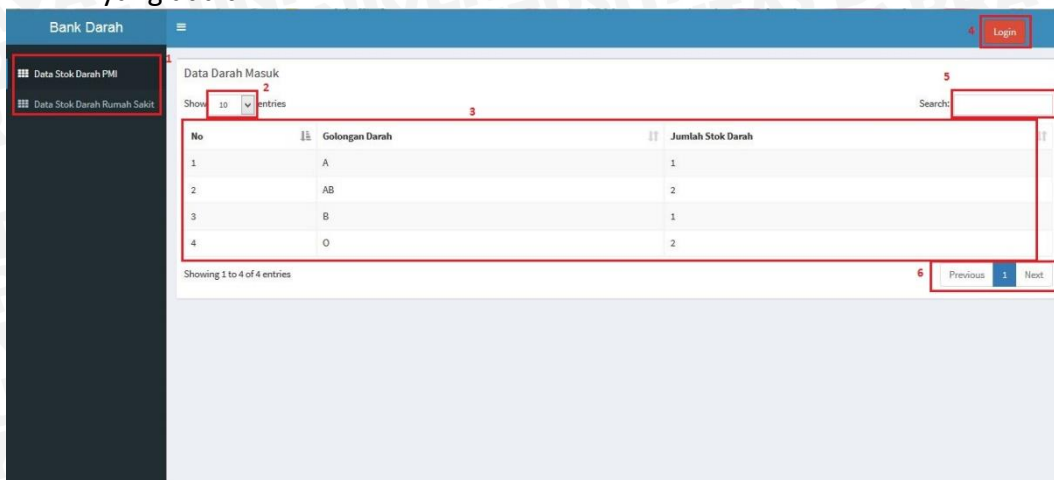 Bank Darah
4 Login
1
Data Stok Darah PMI
Data Stok Darah Rumah Sakit
Data Darah Masuk
2
5
Show 10 entries
Search:
3
No Golongan Darah Jumlah Stok Darah
1 A 1
2 AB 2
3 B 1
4 O 2
Showing 1 to 4 of 4 entries
6 Previous 1 Next